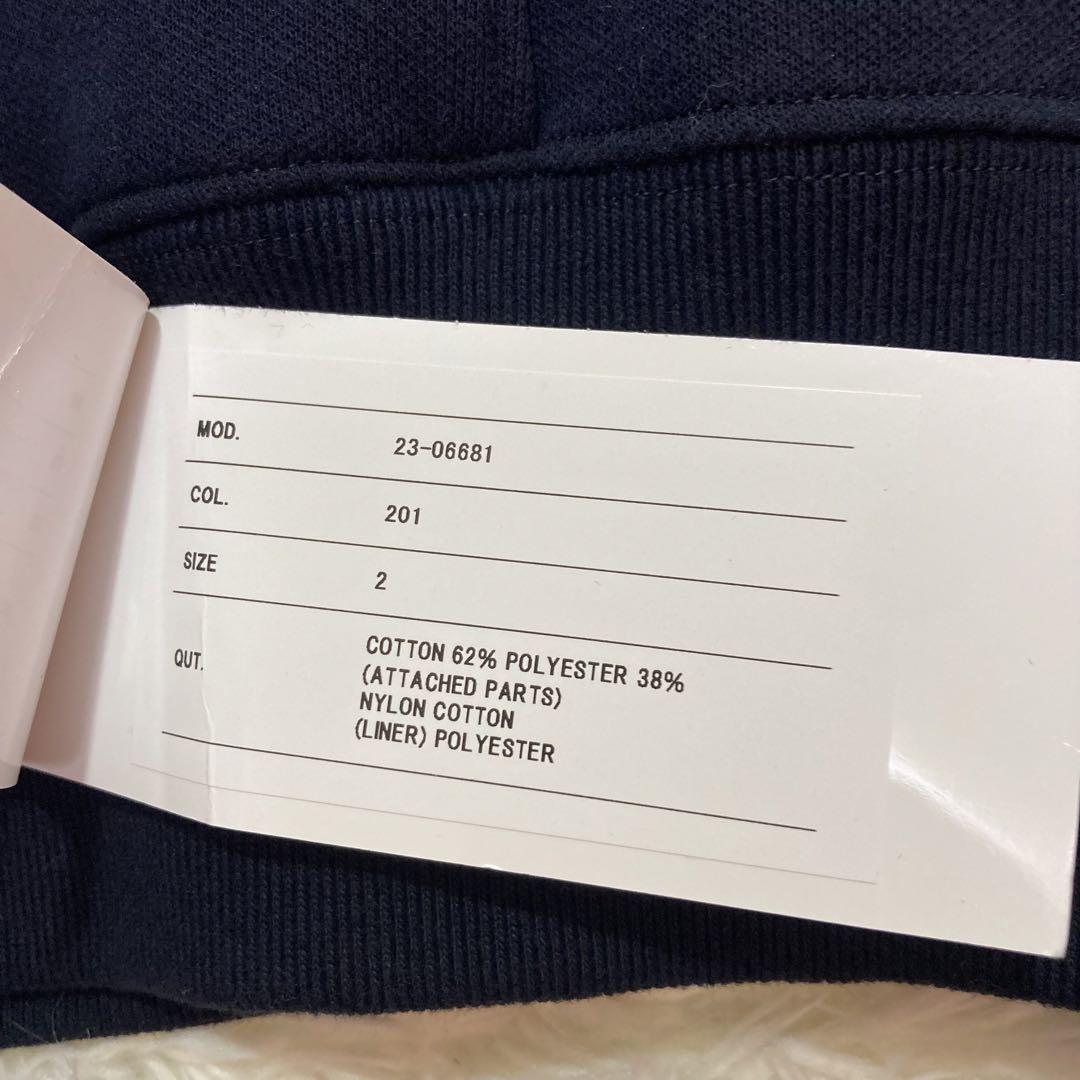 MOD. 23-06681
COL. 201
SIZE 2
QUT. COTTON 62% POLYESTER 38%
(ATTACHED PARTS)
NYLON COTTON
(LINER) POLYESTER